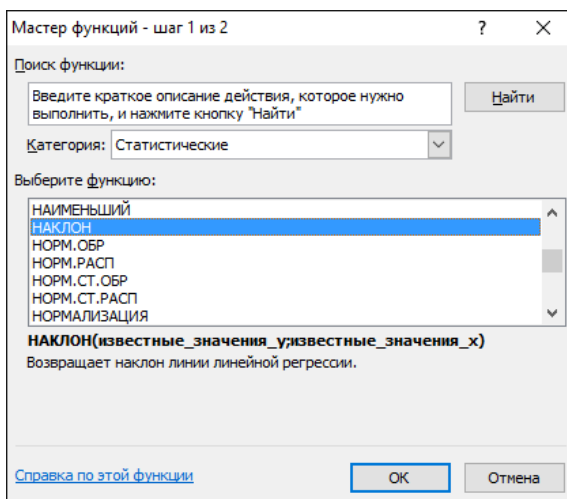 Мастер функций - шаг 1 из 2 ?
Поиск функции:
Введите краткое описание действия, которое нужно
выполнить, и нажмите кнопку "Найти"
Найти
Категория: Статистические
Выберите функцию:
НАИМЕНЬШИЙ
НАКЛОН
НОРМ.ОБР
НОРМ.РАСП
НОРМ.СТ.ОБР
НОРМ.СТ.РАСП
НОРМАЛИЗАЦИЯ
НАКЛОН(известные_значения_y;известные_значения_x)
Возвращает наклон линии линейной регрессии.
Справка по этой функции
ОК
Отмена